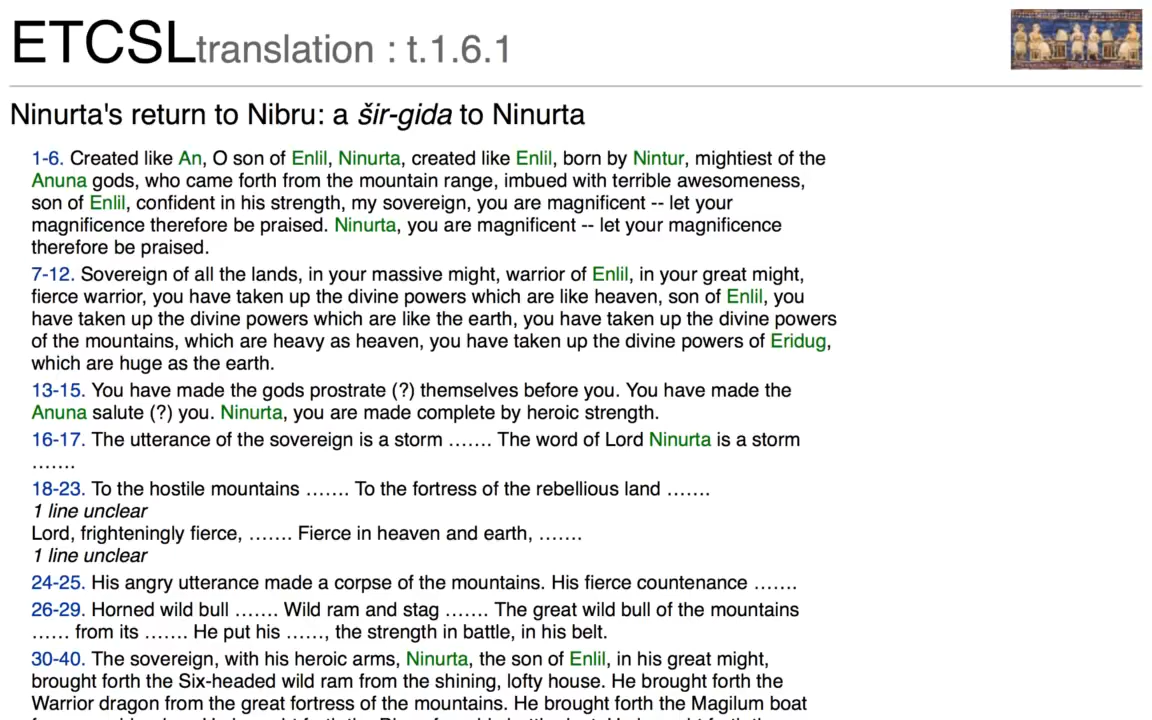 ETCSLtranslation : t.1.6.1
Ninurta's return to Nibru: a šir-gida to Ninurta
1-6. Created like An, O son of Enlil, Ninurta, created like Enlil, born by Nintur, mightiest of the
Anuna gods, who came forth from the mountain range, imbued with terrible awesomeness,
son of Enlil, confident in his strength, my sovereign, you are magnificent -- let your
magnificence therefore be praised. Ninurta, you are magnificent -- let your magnificence
therefore be praised.
7-12. Sovereign of all the lands, in your massive might, warrior of Enlil, in your great might,
fierce warrior, you have taken up the divine powers which are like heaven, son of Enlil, you
have taken up the divine powers which are like the earth, you have taken up the divine powers
of the mountains, which are heavy as heaven, you have taken up the divine powers of Eridug,
which are huge as the earth.
13-15. You have made the gods prostrate (?) themselves before you. You have made the
Anuna salute (?) you. Ninurta, you are made complete by heroic strength.
16-17. The utterance of the sovereign is a storm ……. The word of Lord Ninurta is a storm
…….
18-23. To the hostile mountains ……. To the fortress of the rebellious land …….
1 line unclear
Lord, frighteningly fierce, ……. Fierce in heaven and earth, …….
1 line unclear
24-25. His angry utterance made a corpse of the mountains. His fierce countenance …….
26-29. Horned wild bull ……. Wild ram and stag ……. The great wild bull of the mountains
…… from its ……. He put his ……, the strength in battle, in his belt.
30-40. The sovereign, with his heroic arms, Ninurta, the son of Enlil, in his great might,
brought forth the Six-headed wild ram from the shining, lofty house. He brought forth the
Warrior dragon from the great fortress of the mountains. He brought forth the Magilum boat